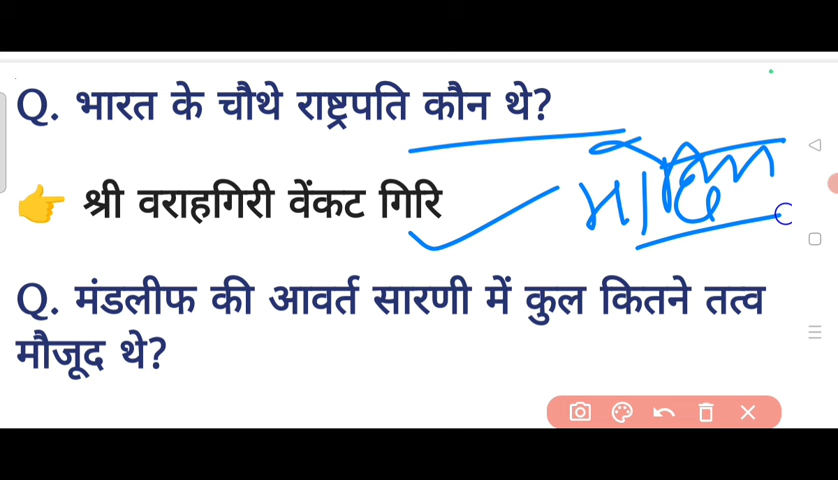 Q. भारत के चौथे राष्ट्रपति कौन थे?
👉 श्री वराहगिरी वेंकट गिरि
Q. मंडलीफ की आवर्त सारणी में कुल कितने तत्व
मौजूद थे?